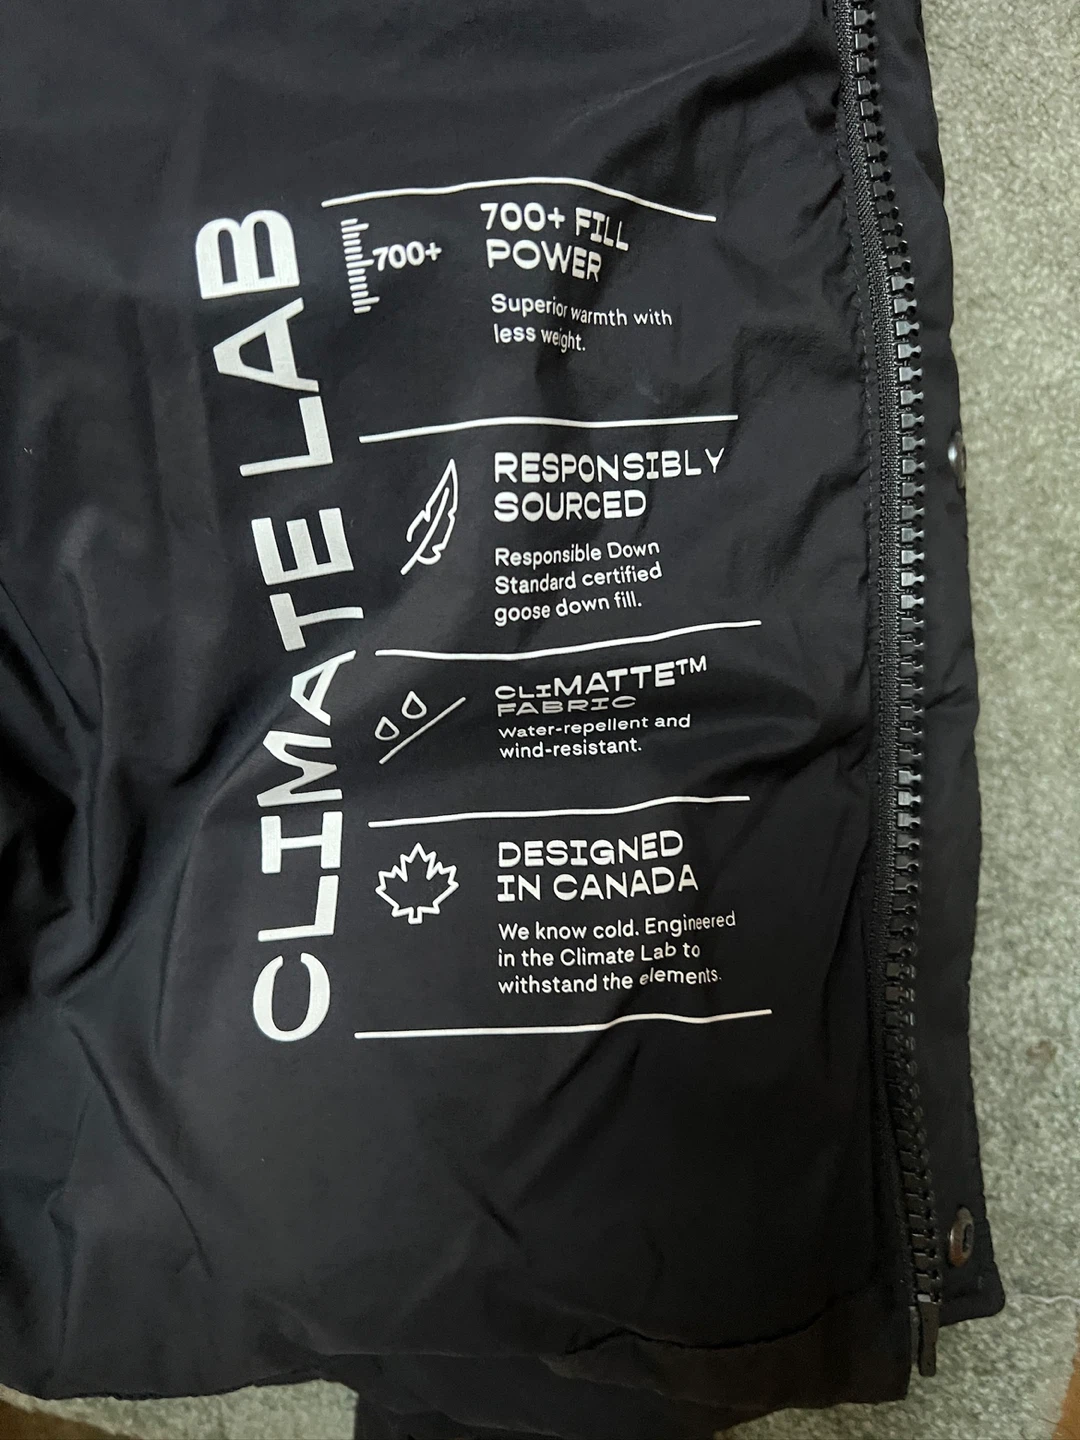 CLIMATE LAB
700+
700+ FILL
POWER
Superior warmth with
less weight.
RESPONSIBLY
SOURCED
Responsible Down
Standard certified
goose down fill.
CLIMATTE™
FABRIC
Water-repellent and
wind-resistant.
DESIGNED
IN CANADA
We know cold. Engineered
in the Climate Lab to
withstand the elements.